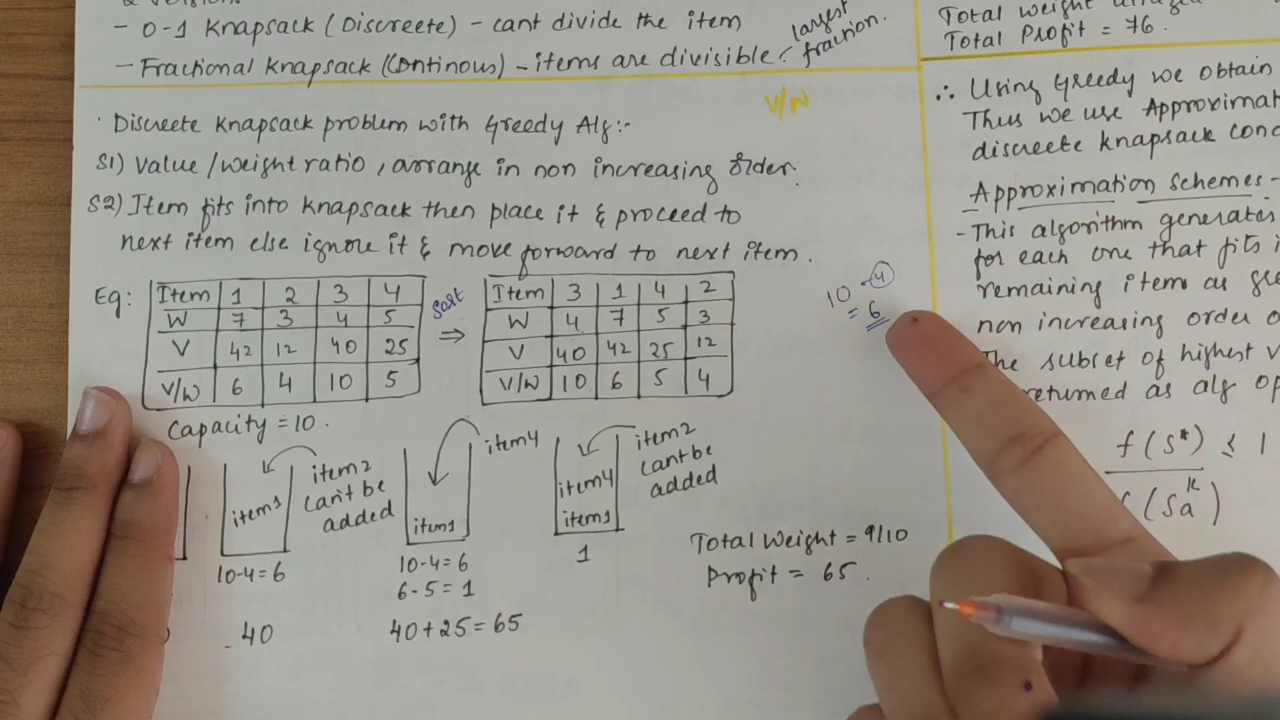 - 0-1 Knapsack (Discreete) - cant divide the item
- Fractional Knapsack (Continous) - items are divisible < largest fraction.
V/W
Discreete knapsack problem with Greedy Alg:-
S1) Value/weight ratio, arrange in non increasing order.
S2) Item fits into knapsack then place it & proceed to
next item else ignore it & move forward to next item.
Eg:
Item 1 2 3 4
W 7 3 4 5
V 42 12 40 25
V/W 6 4 10 5
Sort
⇒
Item 3 1 4 2
W 4 7 5 3
V 40 42 25 12
V/W 10 6 5 4
10 - 4
= 6
Capacity = 10.
item1
item2
can't be
added
10-4=6
40
item4
item1
10-4=6
6-5=1
40+25=65
item4
item1
item2
cant be
added
1
Total Weight = 9/10
Profit = 65.
Total Profit = 76.
∴ Using Greedy we obtain
Thus we use Approximat
discreete knapsack conc
Approximation schemes -
- This algorithm generates
for each one that fits i
remaining items as gre
non increasing order o
The subset of highest v
returned as alg op
f(s*) ≤ 1
(Sa k)